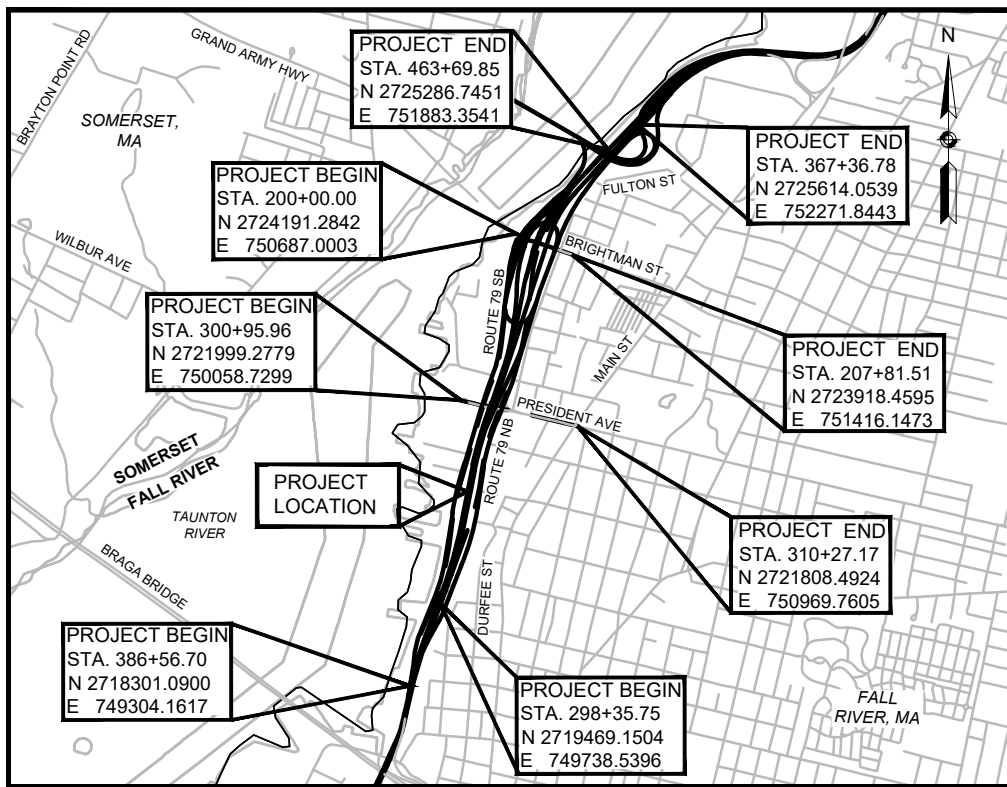 BRAYTON POINT RD
GRAND ARMY HWY
SOMERSET,
MA
PROJECT END
STA. 463+69.85
N 2725286.7451
E 751883.3541
N
PROJECT END
STA. 367+36.78
N 2725614.0539
E 752271.8443
PROJECT BEGIN
STA. 200+00.00
N 2724191.2842
E 750687.0003
FULTON ST
BRIGHTMAN ST
WILBUR AVE
ROUTE 79 SB
MAIN ST
PROJECT BEGIN
STA. 300+95.96
N 2721999.2779
E 750058.7299
PROJECT END
STA. 207+81.51
N 2723918.4595
E 751416.1473
PRESIDENT AVE
SOMERSET
FALL RIVER
PROJECT
LOCATION
ROUTE 79 NB
TAUNTON
RIVER
BRAGA BRIDGE
DURFEE ST
PROJECT END
STA. 310+27.17
N 2721808.4924
E 750969.7605
PROJECT BEGIN
STA. 386+56.70
N 2718301.0900
E 749304.1617
PROJECT BEGIN
STA. 298+35.75
N 2719469.1504
E 749738.5396
FALL
RIVER, MA